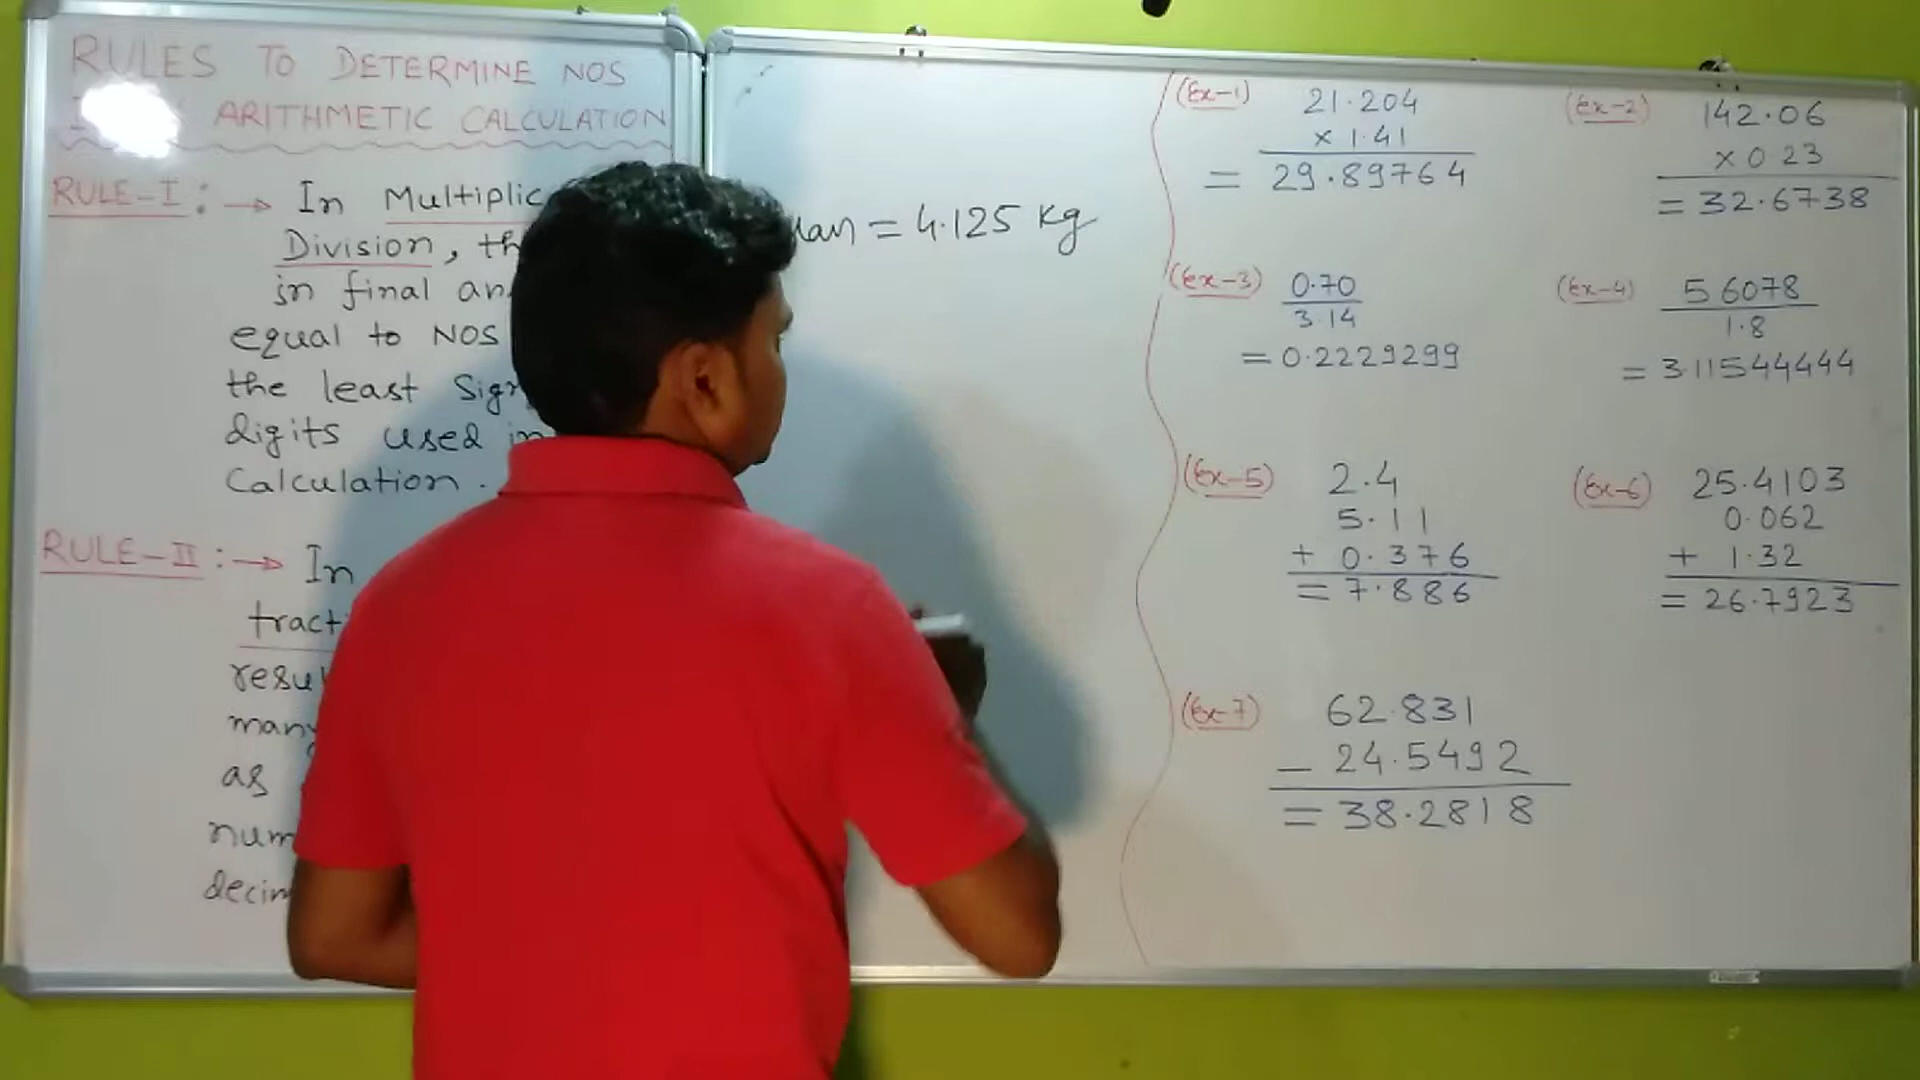 RULES TO DETERMINE NOS
ARITHMETIC CALCULATION
RULE-I : → In Multiplic
Division, th
in final an
equal to NOS
the least Sign
digits used in
Calculation.
RULE-II : → In
tract
resul
many
as
num
decim
= 4.125 kg
(Ex-1) 21.204
× 1.41
= 29.89764
(Ex-2) 142.06
× 0 23
= 32.6738
(Ex-3) 0.70
3.14
= 0.2229299
(Ex-4) 5 6078
1.8
= 3.11544444
(Ex-5) 2.4
5.11
+ 0.376
= 7.886
(Ex-6) 25.4103
0.062
+ 1.32
= 26.7923
(Ex-7) 62.831
- 24.5492
= 38.2818